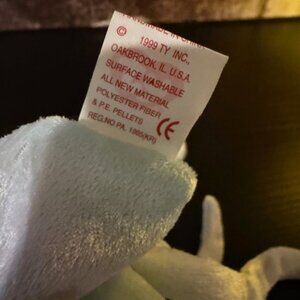 © 1999 TY INC.,
OAKBROOK, IL. U.S.A.
SURFACE WASHABLE
ALL NEW MATERIAL
POLYESTER FIBER
& P.E. PELLETS CE
REG.NO PA. 1965(KR)